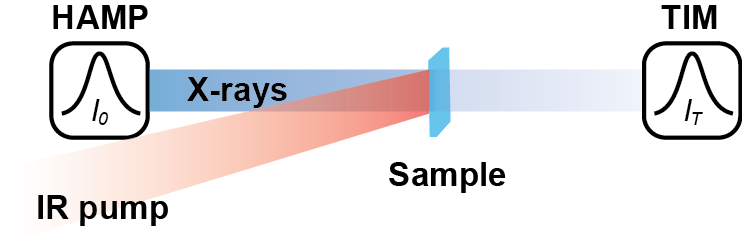 HAMP
TIM
X-rays
I0
IT
Sample
IR pump